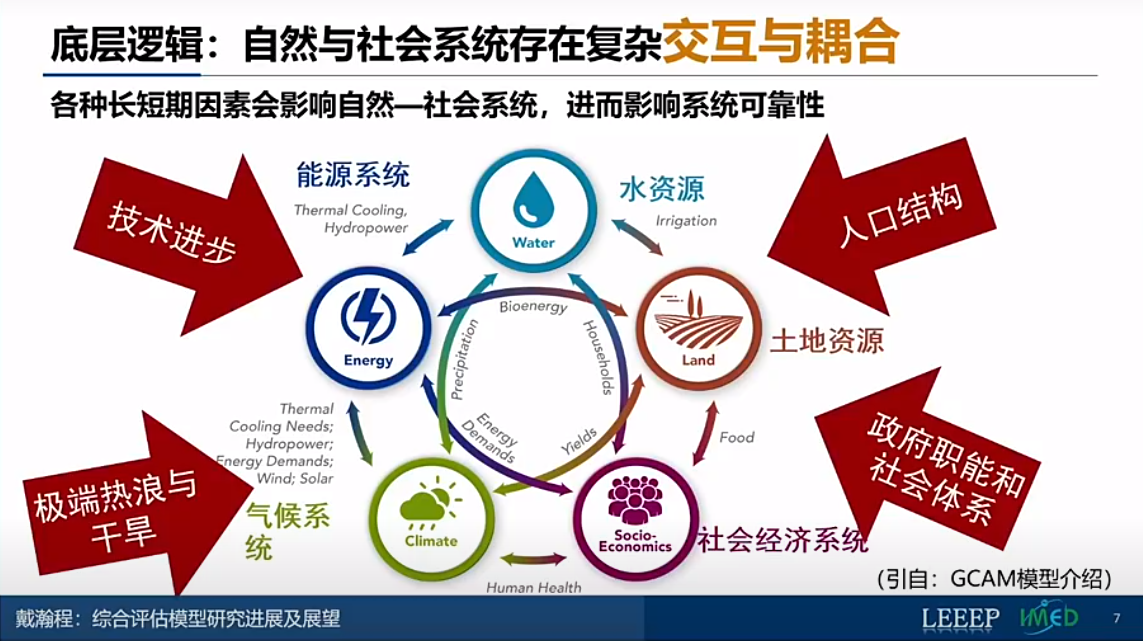 底层逻辑：自然与社会系统存在复杂交互与耦合
各种长短期因素会影响自然—社会系统，进而影响系统可靠性
技术进步
能源系统
Thermal Cooling,
Hydropower
Water
水资源
Irrigation
人口结构
Energy
Bioenergy
Precipitation
Households
Land
土地资源
Thermal
Cooling Needs;
Hydropower;
Energy Demands;
Wind; Solar
Energy
Demands
Yields
Food
政府职能和
社会体系
极端热浪与
干旱
气候系
统
Climate
Socio-
Economics
社会经济系统
Human Health
（引自：GCAM模型介绍）
戴瀚程：综合评估模型研究进展及展望
LEEEP
IMED
7